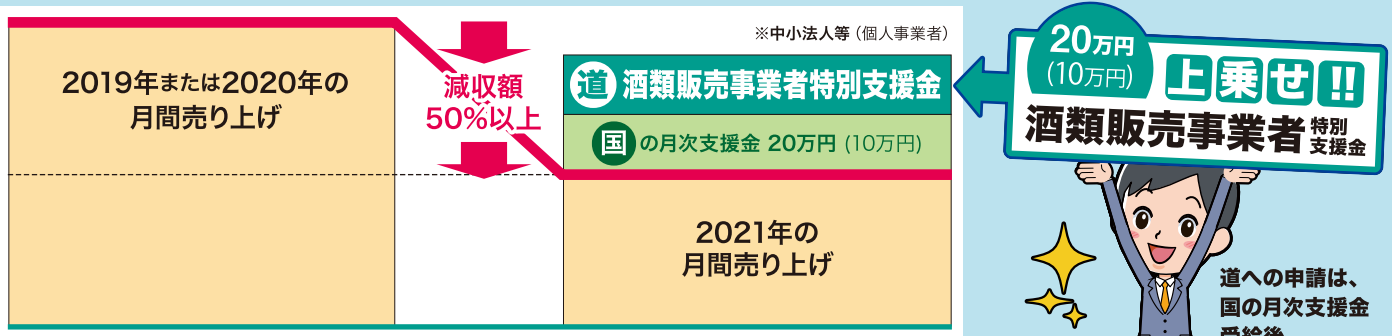 2019年または2020年の
月間売り上げ
減収額
50%以上
※中小法人等（個人事業者）
道 酒類販売事業者特別支援金
国の月次支援金 20万円 (10万円)
2021年の
月間売り上げ
20万円
(10万円)
上乗せ!!
酒類販売事業者特別
支援金
道への申請は、
国の月次支援金
受給後